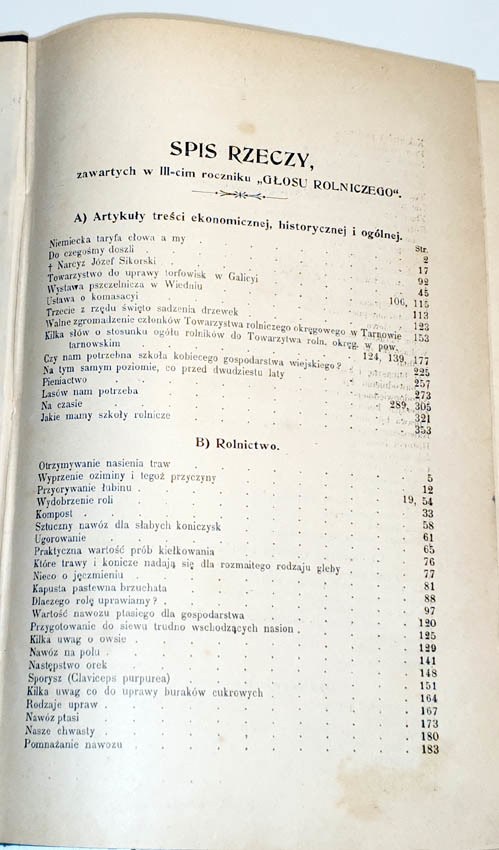 SPIS RZECZY,
zawartych w III-cim roczniku „GŁOSU ROLNICZEGO“.
A) Artykuły treści ekonomicznej, historycznej i ogólnej.
Str.
Niemiecka taryfa cłowa a my . . . . 2
Do czegośmy doszli . . . . 17
† Narcyz Józef Sikorski . . . . 92
Towarzystwo do uprawy torfowisk w Galicyi . . . . 45
Wystawa pszczelnicza w Wiedniu . . . . 106, 115
Ustawa o komasacyi . . . . 113
Trzecie z rzędu święto sadzenia drzewek . . . . 123
Walne zgromadzenie członków Towarzystwa rolniczego okręgowego w Tarnowie 153
Kilka słów o stosunku ogółu rolników do Towarzystwa roln. okręg. w pow.
tarnowskim . . . . 124, 139, 177
Czy nam potrzebna szkoła kobiecego gospodarstwa wiejskiego? . . . . 225
Na tym samym poziomie, co przed dwudziestu laty . . . . 257
Pieniactwo . . . . 273
Lasów nam potrzeba . . . . 289, 305
Na czasie . . . . 321
Jakie mamy szkoły rolnicze . . . . 353
B) Rolnictwo.
Otrzymywanie nasienia traw . . . . 5
Wyprzenie oziminy i tegoż przyczyny . . . . 12
Przyorywanie łubinu . . . . 19, 54
Wydobrzenie roli . . . . 33
Kompost . . . . 58
Sztuczny nawóz dla słabych koniczysk . . . . 61
Ugorowanie . . . . 65
Praktyczna wartość prób kiełkowania . . . . 76
Które trawy i konicze nadają się dla rozmaitego rodzaju gleby . . . . 77
Nieco o jęczmieniu . . . . 81
Kapusta pastewna brzuchata . . . . 88
Dlaczego rolę uprawiamy? . . . . 97
Wartość nawozu ptasiego dla gospodarstwa . . . . 120
Przygotowanie do siewu trudno wschodzących nasion . . . . 125
Kilka uwag o owsie . . . . 129
Nawóz na polu . . . . 141
Następstwo orek . . . . 148
Sporysz (Claviceps purpurea) . . . . 151
Kilka uwag co do uprawy buraków cukrowych . . . . 164
Rodzaje upraw . . . . 167
Nawóz ptasi . . . . 173
Nasze chwasty . . . . 180
Pomnażanie nawozu . . . . 183